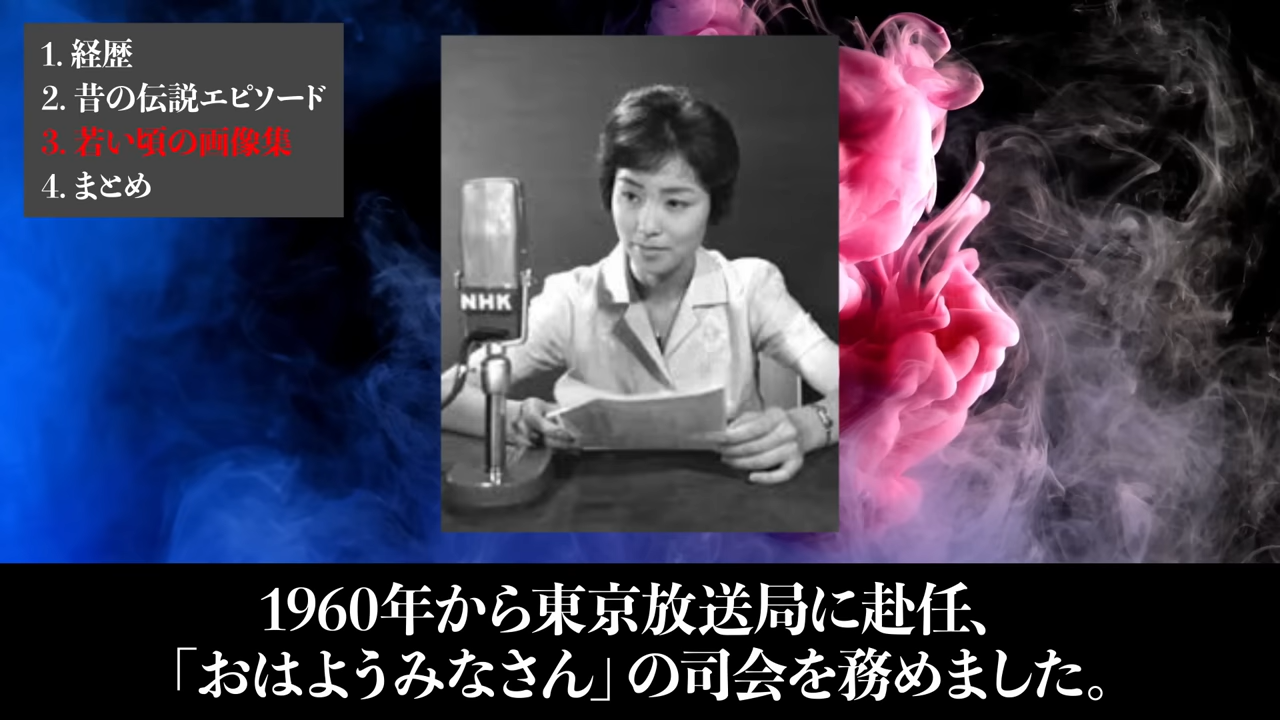 1. 経歴
2. 昔の伝説エピソード
3. 若い頃の画像集
4. まとめ
NHK
1960年から東京放送局に赴任、
「おはようみなさん」の司会を務めました。